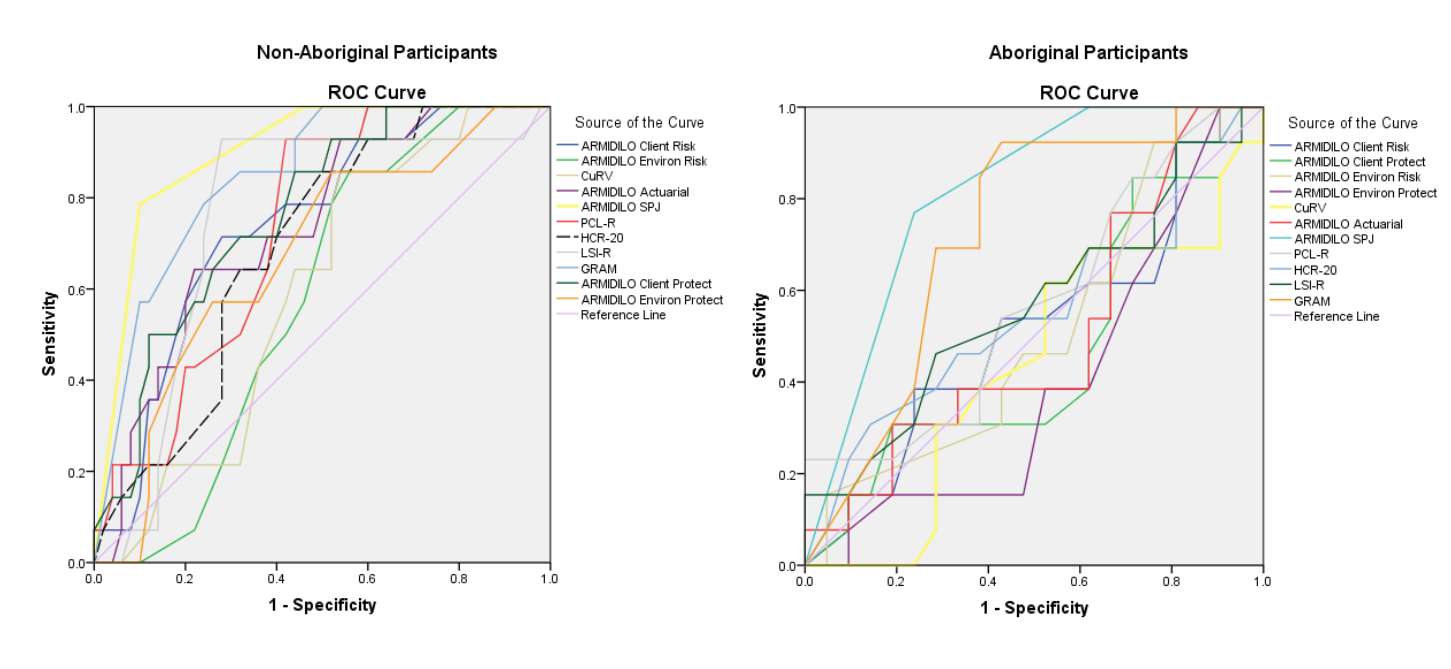 Non-Aboriginal Participants
ROC Curve
Sensitivity
1.0
0.8
0.6
0.4
0.2
0.0
0.0 0.2 0.4 0.6 0.8 1.0
1 - Specificity
Source of the Curve
ARMIDILO Client Risk
ARMIDILO Environ Risk
CuRV
ARMIDILO Actuarial
ARMIDILO SPJ
PCL-R
HCR-20
LSI-R
GRAM
ARMIDILO Client Protect
ARMIDILO Environ Protect
Reference Line
Aboriginal Participants
ROC Curve
Sensitivity
1.0
0.8
0.6
0.4
0.2
0.0
0.0 0.2 0.4 0.6 0.8 1.0
1 - Specificity
Source of the Curve
ARMIDILO Client Risk
ARMIDILO Client Protect
ARMIDILO Environ Risk
ARMIDILO Environ Protect
CuRV
ARMIDILO Actuarial
ARMIDILO SPJ
PCL-R
HCR-20
LSI-R
GRAM
Reference Line